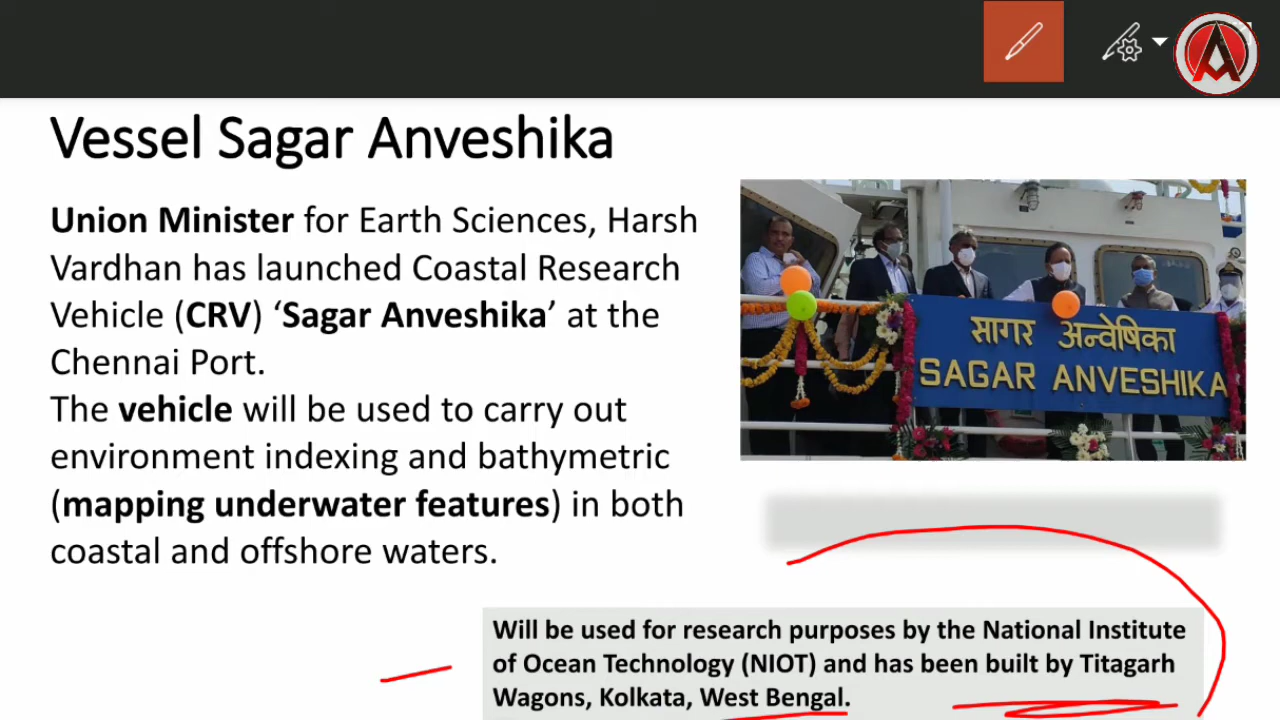 Vessel Sagar Anveshika
Union Minister for Earth Sciences, Harsh
Vardhan has launched Coastal Research
Vehicle (CRV) ‘Sagar Anveshika’ at the
Chennai Port.
The vehicle will be used to carry out
environment indexing and bathymetric
(mapping underwater features) in both
coastal and offshore waters.
सागर अन्वेषिका
SAGAR ANVESHIKA
Will be used for research purposes by the National Institute
of Ocean Technology (NIOT) and has been built by Titagarh
Wagons, Kolkata, West Bengal.